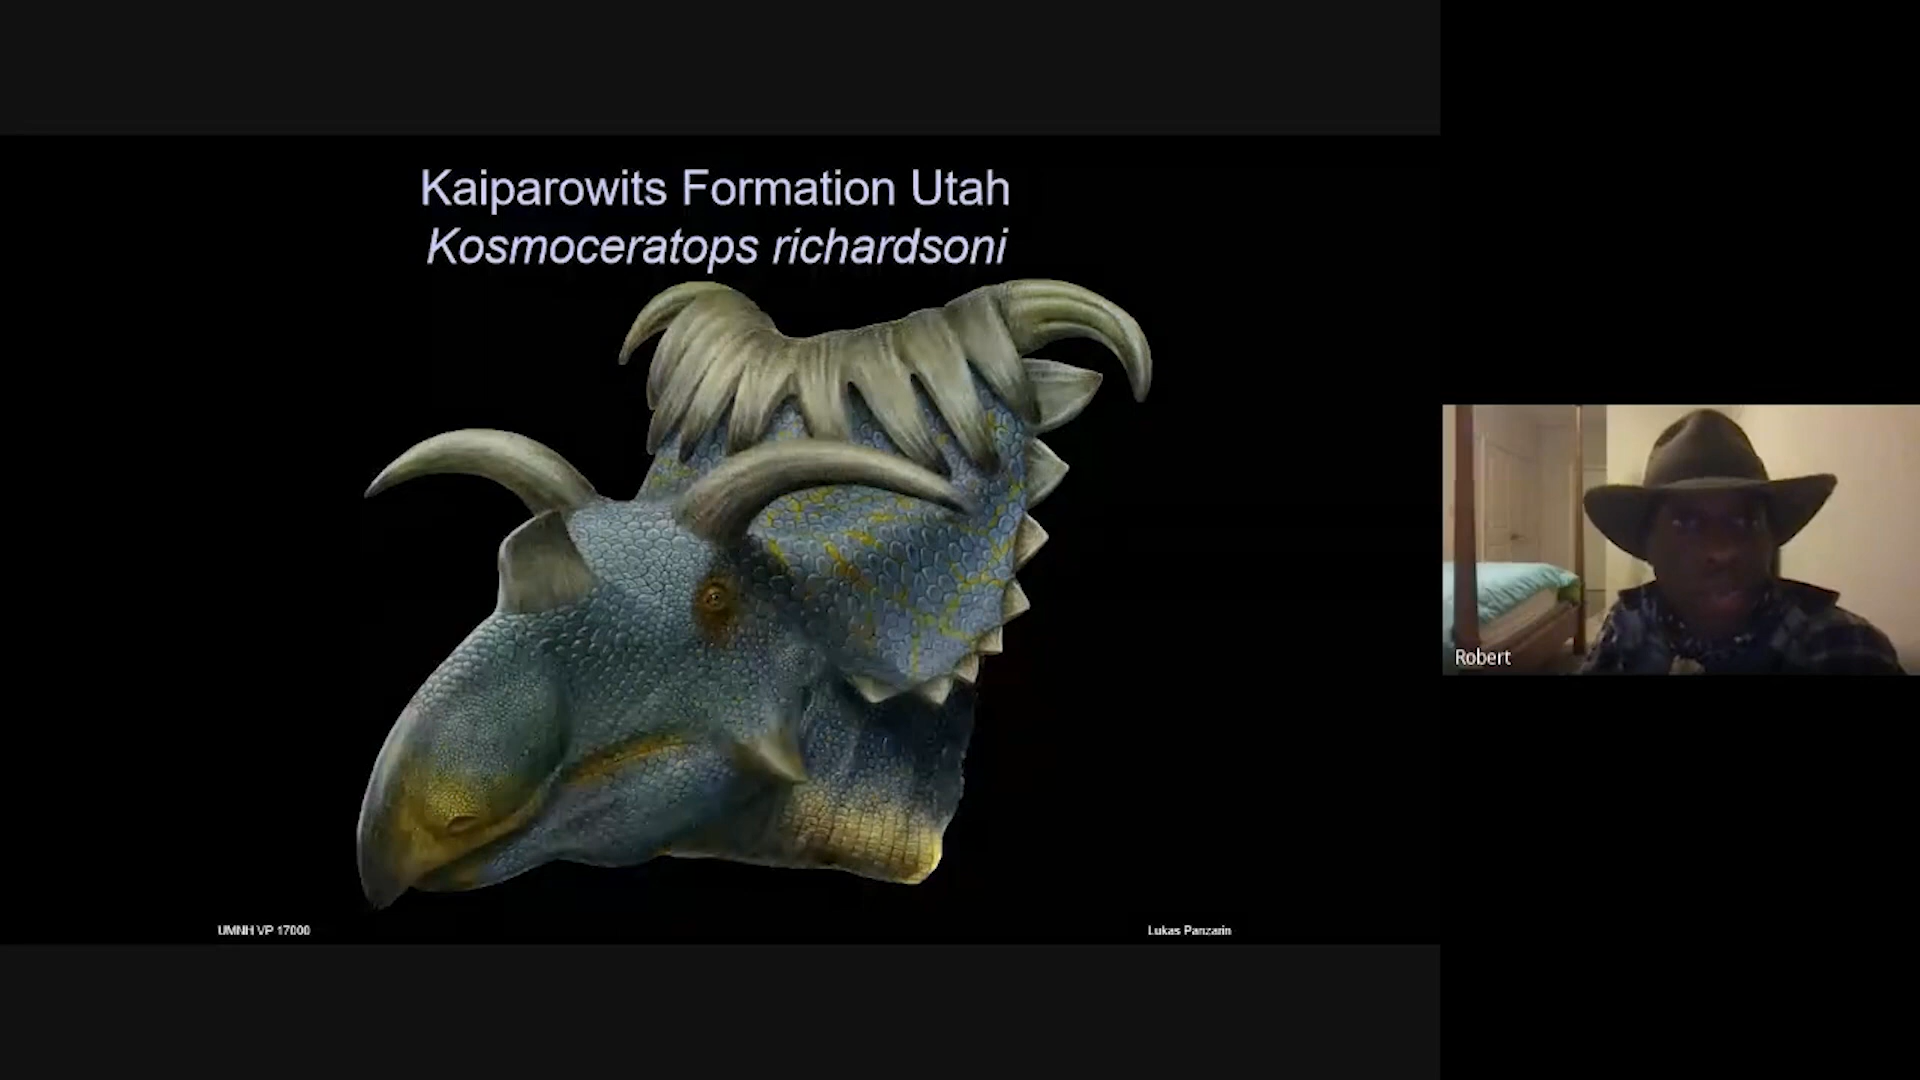 Kaiparowits Formation Utah
Kosmoceratops richardsoni
UMNH VP 17000
Lukas Panzarin
Robert